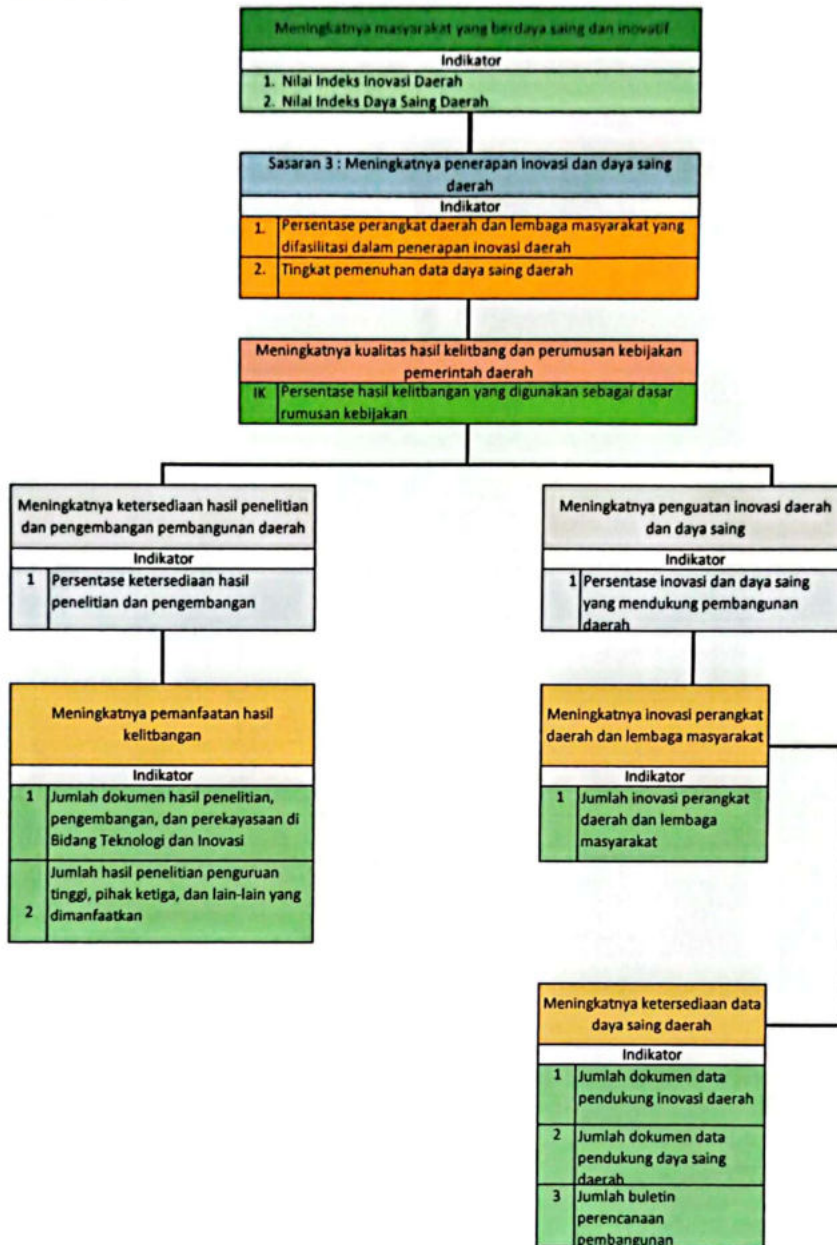 Meningkatnya masyarakat yang berdaya saing dan inovatif
Indikator
1. Nilai Indeks Inovasi Daerah
2. Nilai Indeks Daya Saing Daerah
Sasaran 3 : Meningkatnya penerapan inovasi dan daya saing
daerah
Indikator
1. Persentase perangkat daerah dan lembaga masyarakat yang
difasilitasi dalam penerapan inovasi daerah
2. Tingkat pemenuhan data daya saing daerah
Meningkatnya kualitas hasil kelitbang dan perumusan kebijakan
pemerintah daerah
IK Persentase hasil kelitbangan yang digunakan sebagai dasar
rumusan kebijakan
Meningkatnya ketersediaan hasil penelitian
dan pengembangan pembangunan daerah
Indikator
1 Persentase ketersediaan hasil
penelitian dan pengembangan
Meningkatnya penguatan inovasi daerah
dan daya saing
Indikator
1 Persentase inovasi dan daya saing
yang mendukung pembangunan
daerah
Meningkatnya pemanfaatan hasil
kelitbangan
Indikator
1 Jumlah dokumen hasil penelitian,
pengembangan, dan perekayasaan di
Bidang Teknologi dan Inovasi
Jumlah hasil penelitian penguruan
tinggi, pihak ketiga, dan lain-lain yang
2 dimanfaatkan
Meningkatnya inovasi perangkat
daerah dan lembaga masyarakat
Indikator
1 Jumlah inovasi perangkat
daerah dan lembaga
masyarakat
Meningkatnya ketersediaan data
daya saing daerah
Indikator
1 Jumlah dokumen data
pendukung inovasi daerah
2 Jumlah dokumen data
pendukung daya saing
daerah
3 Jumlah buletin
perencanaan
pembangunan